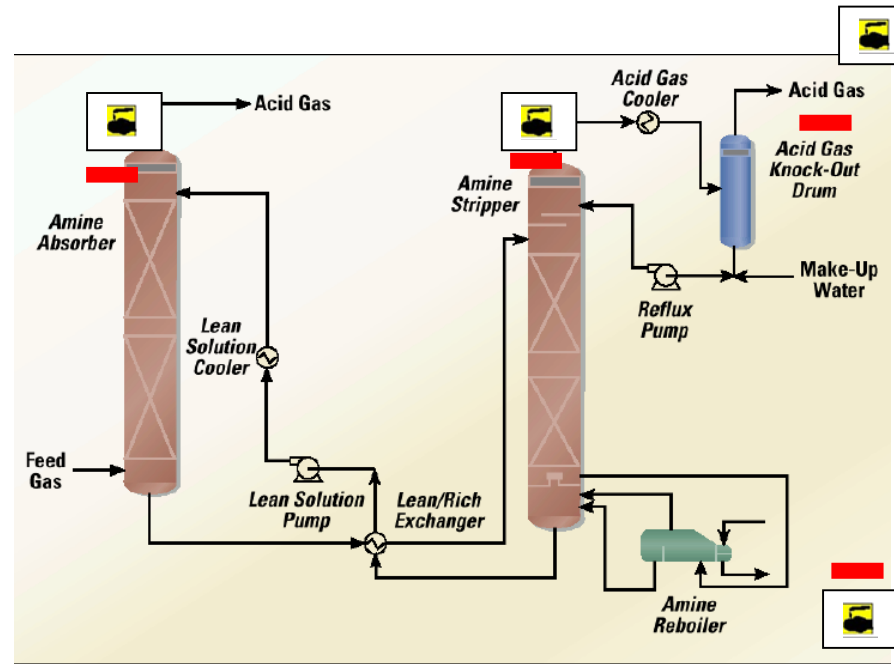 Acid Gas
Acid Gas
Cooler
Acid Gas
Acid Gas
Knock-Out
Drum
Amine
Stripper
Amine
Absorber
Make-Up
Water
Reflux
Pump
Lean
Solution
Cooler
Feed
Gas
Lean Solution
Pump
Lean/Rich
Exchanger
Amine
Reboiler